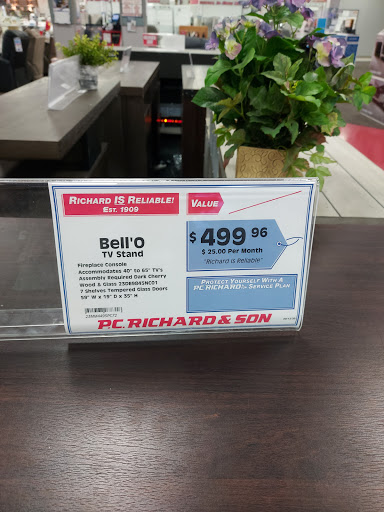 RICHARD IS RELIABLE!
EST. 1909
Bell'O
TV Stand
Fireplace Console
Accommodates 40" to 65" TV's
Assembly Required Dark Cherry
Wood & Glass 23DE9845NC01
7 Shelves Tempered Glass Doors
59" W x 19" D x 35" H
VALUE
$499 96
$ 25.00 Per Month
"Richard Is Reliable"
PROTECT YOURSELF WITH A
PC RICHARD SERVICE PLAN
P.C. RICHARD & SON